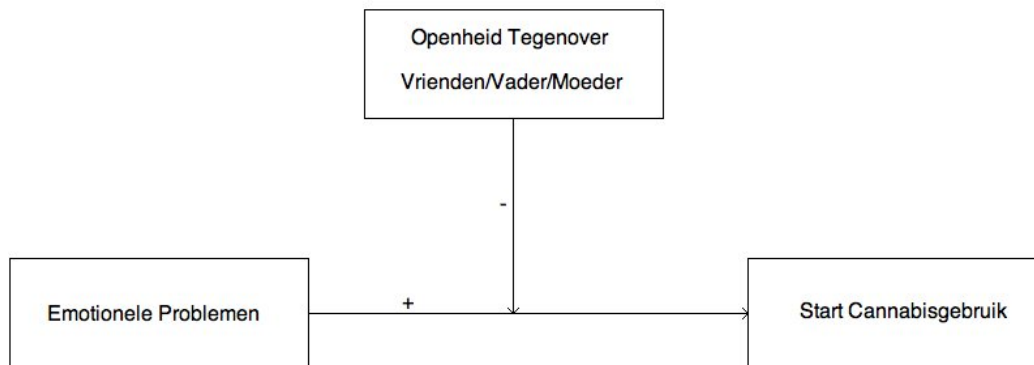 Openheid Tegenover
Vrienden/Vader/Moeder
-
+
Emotionele Problemen
Start Cannabisgebruik